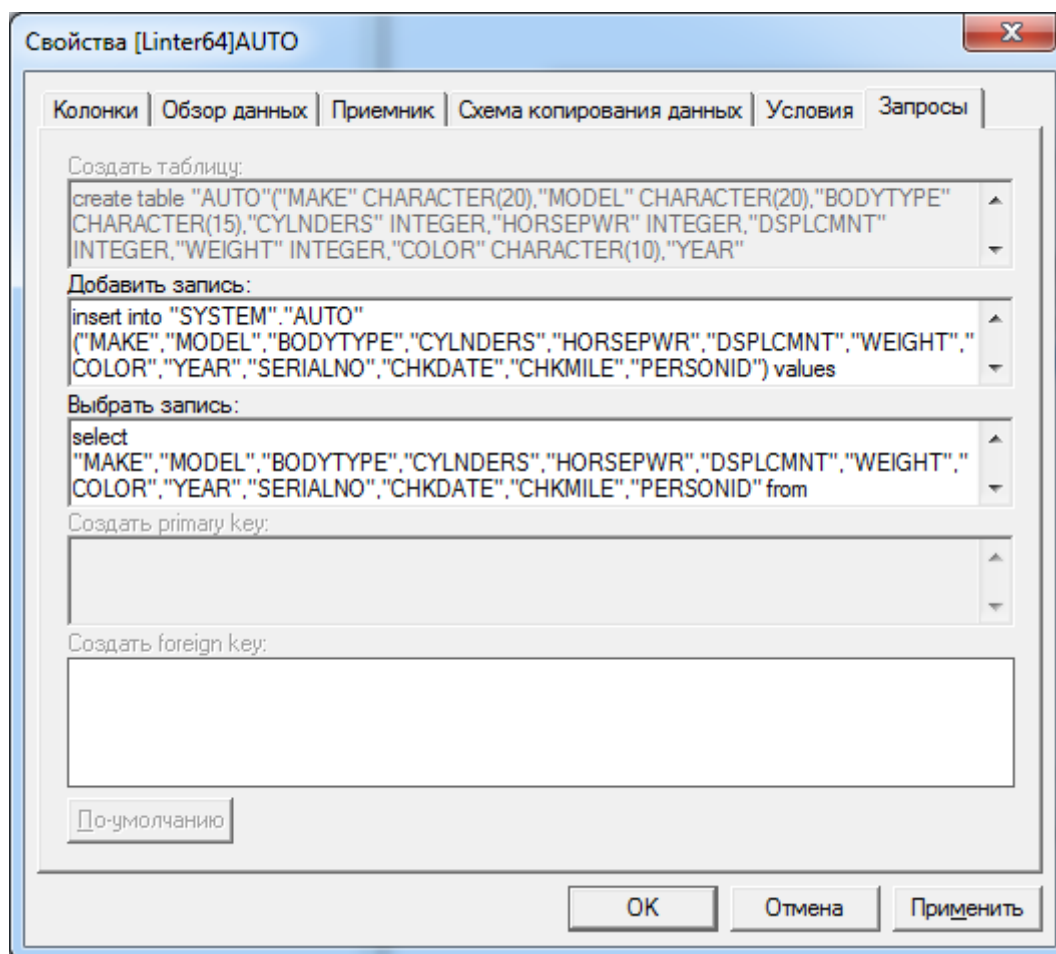 Свойства [Linter64]AUTO
Колонки Обзор данных Приемник Схема копирования данных Условия Запросы
Создать таблицу:
create table "AUTO"("MAKE" CHARACTER(20),"MODEL" CHARACTER(20),"BODYTYPE"
CHARACTER(15),"CYLNDERS" INTEGER,"HORSEPWR" INTEGER,"DSPLCMNT"
INTEGER,"WEIGHT" INTEGER,"COLOR" CHARACTER(10),"YEAR"
Добавить запись:
insert into "SYSTEM"."AUTO"
("MAKE","MODEL","BODYTYPE","CYLNDERS","HORSEPWR","DSPLCMNT","WEIGHT","
COLOR","YEAR","SERIALNO","CHKDATE","CHKMILE","PERSONID") values
Выбрать запись:
select
"MAKE","MODEL","BODYTYPE","CYLNDERS","HORSEPWR","DSPLCMNT","WEIGHT","
COLOR","YEAR","SERIALNO","CHKDATE","CHKMILE","PERSONID" from
Создать primary key:
Создать foreign key:
По-умолчанию
OK Отмена Применить